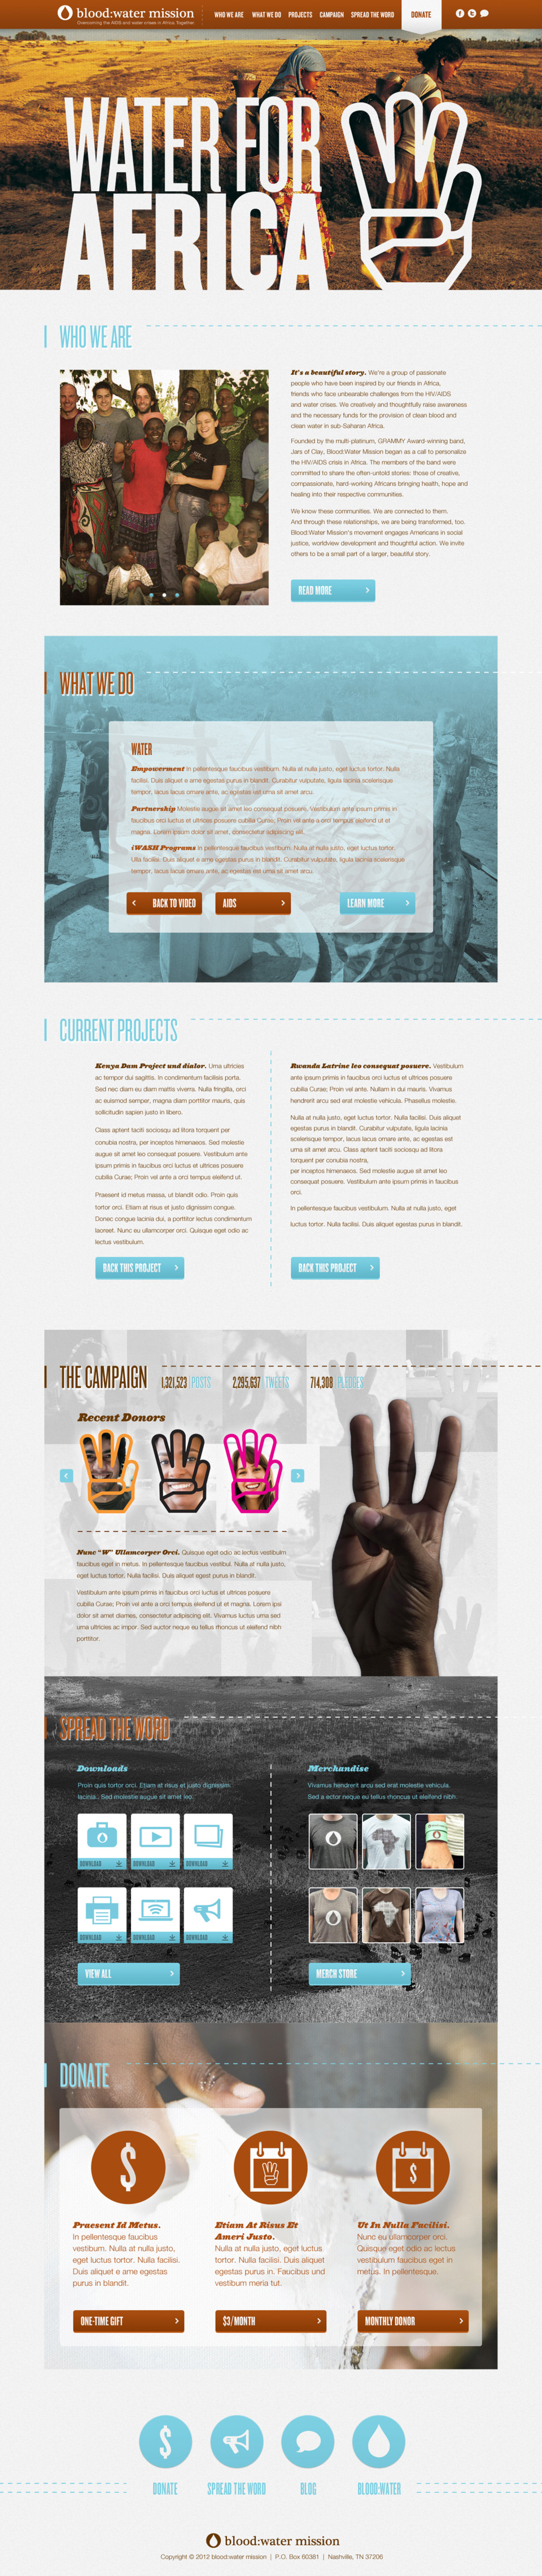 blood:water mission
Overcoming the AIDS and water crises in Africa. Together.
WHO WE ARE
WHAT WE DO
PROJECTS
CAMPAIGN
SPREAD THE WORD
DONATE
WATER FOR
AFRICA
WHO WE ARE
It's a beautiful story. We're a group of passionate
people who have been inspired by our friends in Africa,
friends who face unbearable challenges from the HIV/AIDS
and water crises. We creatively and thoughtfully raise awareness
and the necessary funds for the provision of clean blood and
clean water in sub-Saharan Africa.
Founded by the multi-platinum, GRAMMY Award-winning band,
Jars of Clay, Blood:Water Mission began as a call to personalize
the HIV/AIDS crisis in Africa. The members of the band were
committed to share the often-untold stories: those of creative,
compassionate, hard-working Africans bringing health, hope and
healing into their respective communities.
We know these communities. We are connected to them.
And through these relationships, we are being transformed, too.
Blood:Water Mission's movement engages Americans in social
justice, worldview development and thoughtful action. We invite
others to be a small part of a larger, beautiful story.
READ MORE
WHAT WE DO
WATER
Empowerment In pellentesque faucibus vestibum. Nulla at nulla justo, eget luctus tortor. Nulla
facilisi. Duis aliquet e ame egestas purus in blandit. Curabitur vulputate, ligula lacinia scelerisque
tempor, lacus lacus ornare ante, ac egestas est urna sit amet arcu.
Partnership Molestie augue sit amet leo consequat posuere. Vestibulum ante ipsum primis in
faucibus orci luctus et ultrices posuere cubilia Curae; Proin vel ante a orci tempus eleifend ut et
magna. Lorem ipsum dolor sit amet, consectetur adipiscing elit.
iWASH Programs In pellentesque faucibus vestibum. Nulla at nulla justo, eget luctus tortor.
Ulla facilisi. Duis aliquet e ame egestas purus in blandit. Curabitur vulputate, ligula lacinia scelerisque
tempor, lacus lacus ornare ante, ac egestas est urna sit amet arcu.
BACK TO VIDEO
AIDS
LEARN MORE
CURRENT PROJECTS
Kenya Dam Project und dialor. Urna ultricies
ac tempor dui sagittis. In condimentum facilisis porta.
Sed nec diam eu diam mattis viverra. Nulla fringilla, orci
ac euismod semper, magna diam porttitor mauris, quis
sollicitudin sapien justo in libero.
Class aptent taciti sociosqu ad litora torquent per
conubia nostra, per inceptos himenaeos. Sed molestie
augue sit amet leo consequat posuere. Vestibulum ante
ipsum primis in faucibus orci luctus et ultrices posuere
cubilia Curae; Proin vel ante a orci tempus eleifend ut.
Praesent id metus massa, ut blandit odio. Proin quis
tortor orci. Etiam at risus et justo dignissim congue.
Donec congue lacinia dui, a porttitor lectus condimentum
laoreet. Nunc eu ullamcorper orci. Quisque eget odio ac
lectus vestibulum.
BACK THIS PROJECT
Rwanda Latrine leo consequat posuere. Vestibulum
ante ipsum primis in faucibus orci luctus et ultrices posuere
cubilia Curae; Proin vel ante. Nullam in dui mauris. Vivamus
hendrerit arcu sed erat molestie vehicula. Phasellus molestie.
Nulla at nulla justo, eget luctus tortor. Nulla facilisi. Duis aliquet
egestas purus in blandit. Curabitur vulputate, ligula lacinia
scelerisque tempor, lacus lacus ornare ante, ac egestas est
urna sit amet arcu. Class aptent taciti sociosqu ad litora
torquent per conubia nostra,
per inceptos himenaeos. Sed molestie augue sit amet leo
consequat posuere. Vestibulum ante ipsum primis in faucibus
orci.
In pellentesque faucibus vestibulum. Nulla at nulla justo, eget
luctus tortor. Nulla facilisi. Duis aliquet egestas purus in blandit.
BACK THIS PROJECT
THE CAMPAIGN
1,321,523 POSTS
2,295,637 TWEETS
714,308 PLEDGES
Recent Donors
Nunc "W" Ullamcorper Orci. Quisque eget odio ac lectus vestibulm
faucibus eget in metus. In pellentesque faucibus vestibul. Nulla at nulla justo,
eget luctus tortor. Nulla facilisi. Duis aliquet egest purus in blandit.
Vestibulum ante ipsum primis in faucibus orci luctus et ultrices posuere
cubilia Curae; Proin vel ante a orci tempus eleifend ut et magna. Lorem ipsi
dolor sit amet diames, consectetur adipiscing elit. Vivamus luctus urna sed
urna ultricies ac impor. Sed auctor neque eu tellus rhoncus ut eleifend nibh
porttitor.
SPREAD THE WORD
Downloads
Proin quis tortor orci. Etiam at risus et justo dignissim.
lacinia . Sed molestie augue sit amet leo.
DOWNLOAD
DOWNLOAD
DOWNLOAD
DOWNLOAD
DOWNLOAD
DOWNLOAD
VIEW ALL
Merchandise
Vivamus hendrerit arcu sed erat molestie vehicula.
Sed a ector neque eu tellus rhoncus ut eleifend nibh.
MERCH STORE
DONATE
Praesent Id Metus.
In pellentesque faucibus
vestibum. Nulla at nulla justo,
eget luctus tortor. Nulla facilisi.
Duis aliquet e ame egestas
purus in blandit.
ONE-TIME GIFT
Etiam At Risus Et
Ameri Justo.
Nulla at nulla justo, eget luctus
tortor. Nulla facilisi. Duis aliquet
egestas purus in. Faucibus und
vestibum meria tut.
$3/MONTH
Ut In Nulla Facilisi.
Nunc eu ullamcorper orci.
Quisque eget odio ac lectus
vestibulum faucibus eget in
metus. In pellentesque.
MONTHLY DONOR
DONATE
SPREAD THE WORD
BLOG
BLOOD:WATER
blood:water mission
Copyright © 2012 blood:water mission | P.O. Box 60381 | Nashville, TN 37206